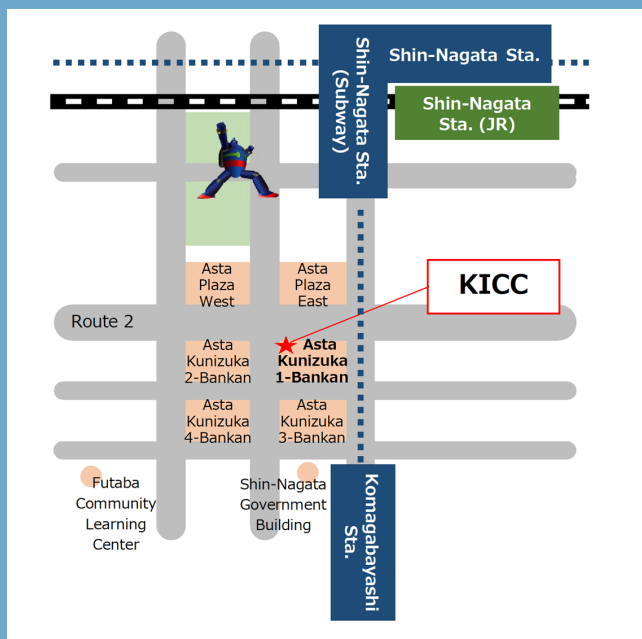 Shin-Nagata Sta.
Shin-Nagata Sta.
(Subway)
Shin-Nagata
Sta. (JR)
Asta
Plaza
West
Asta
Plaza
East
KICC
Route 2
Asta
Kunizuka
2-Bankan
Asta
Kunizuka
1-Bankan
Asta
Kunizuka
4-Bankan
Asta
Kunizuka
3-Bankan
Futaba
Community
Learning
Center
Shin-Nagata
Government
Building
Komagabayashi
Sta.